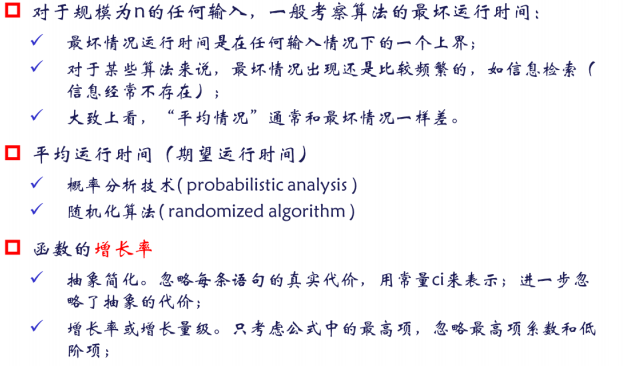 对于规模为n的任何输入，一般考察算法的最坏运行时间：
最坏情况运行时间是在任何输入情况下的一个上界；
对于某些算法来说，最坏情况出现还是比较频繁的，如信息检索（
信息经常不存在）；
大致上看，“平均情况”通常和最坏情况一样差。
平均运行时间（期望运行时间）
概率分析技术( probabilistic analysis )
随机化算法( randomized algorithm )
函数的增长率
抽象简化。忽略每条语句的真实代价，用常量ci来表示；进一步忽
略了抽象的代价；
增长率或增长量级。只考虑公式中的最高项，忽略最高项系数和低
阶项；